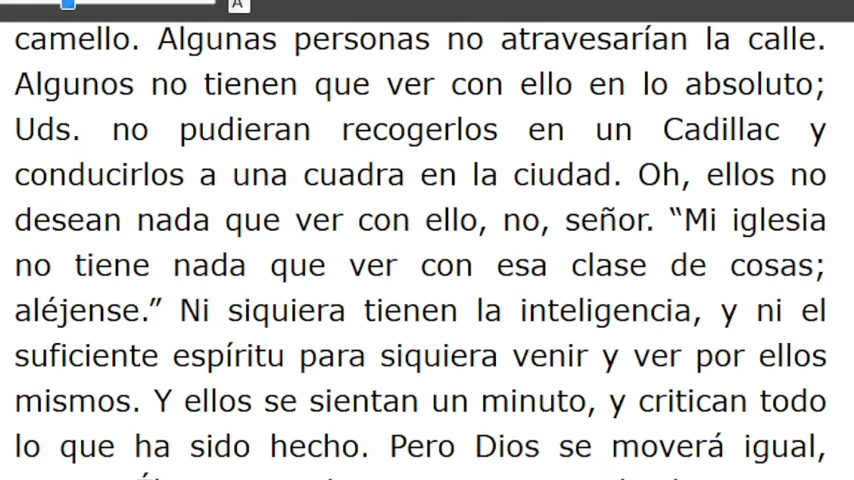 A
camello. Algunas personas no atravesarían la calle.
Algunos no tienen que ver con ello en lo absoluto;
Uds. no pudieran recogerlos en un Cadillac y
conducirlos a una cuadra en la ciudad. Oh, ellos no
desean nada que ver con ello, no, señor. “Mi iglesia
no tiene nada que ver con esa clase de cosas;
aléjense.” Ni siquiera tienen la inteligencia, y ni el
suficiente espíritu para siquiera venir y ver por ellos
mismos. Y ellos se sientan un minuto, y critican todo
lo que ha sido hecho. Pero Dios se moverá igual,